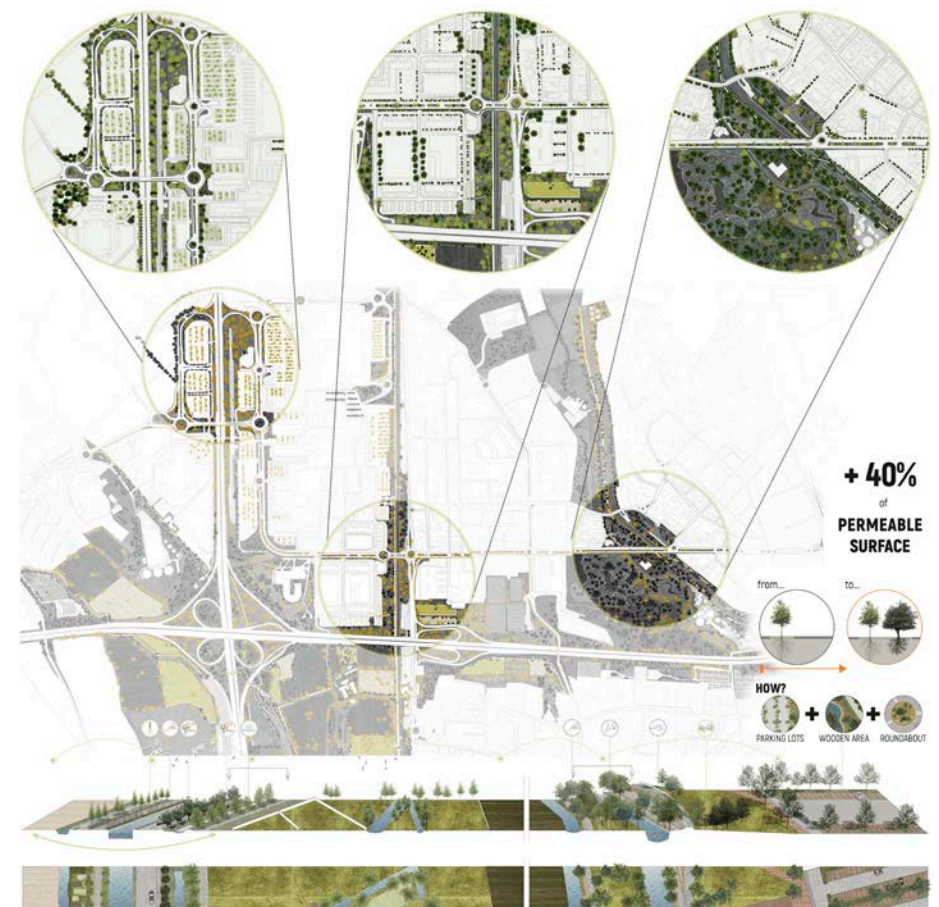 + 40%
of
PERMEABLE
SURFACE
from...
to...
HOW?
+
+
PARKING LOTS
WOODEN AREA
ROUNDABOUT